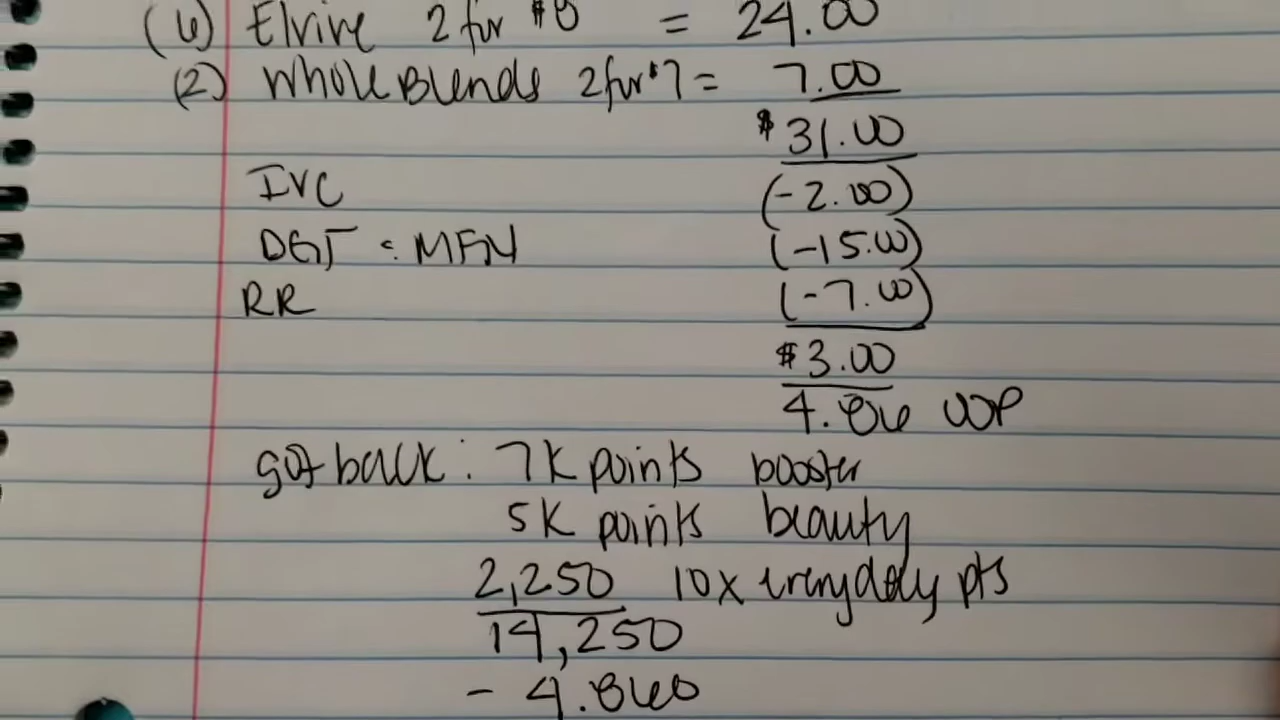 (6) Elvive 2 for $8 = 24.00
(2) Whole Blends 2 for $7 = 7.00
$31.00
IVC (-2.00)
DGT : MFN (-15.00)
RR (-7.00)
$3.00
4.86 OOP
got back : 7K points booster
5K points beauty
2,250 10x everyday pts
14,250
- 4.860